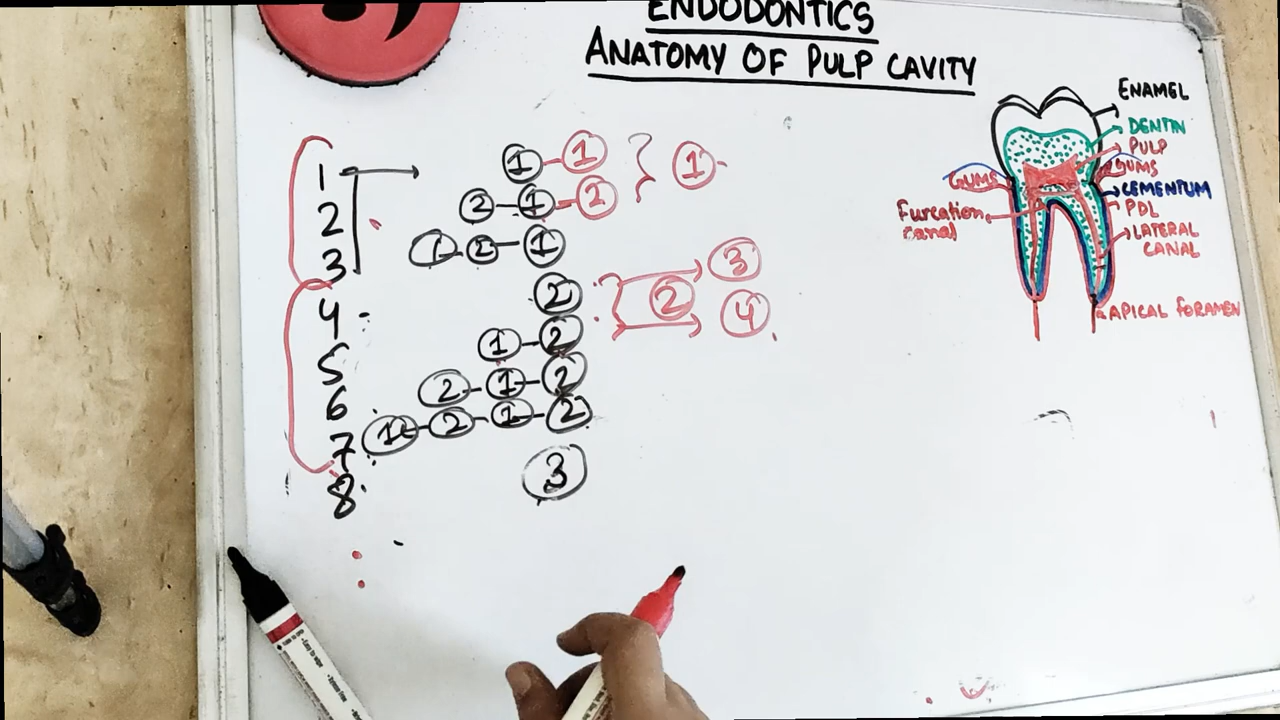 ENDODONTICS
ANATOMY OF PULP CAVITY
ENAMEL
DENTIN
PULP
GUMS
GUMS
CEMENTUM
PDL
Furcation
canal
LATERAL
CANAL
APICAL FORAMEN
1 1 1 1
2 2 1 2
3 1 2 1
4 2 2 3 4
5 1 2
6 2 1 2
7 1 2 1 2
8 3